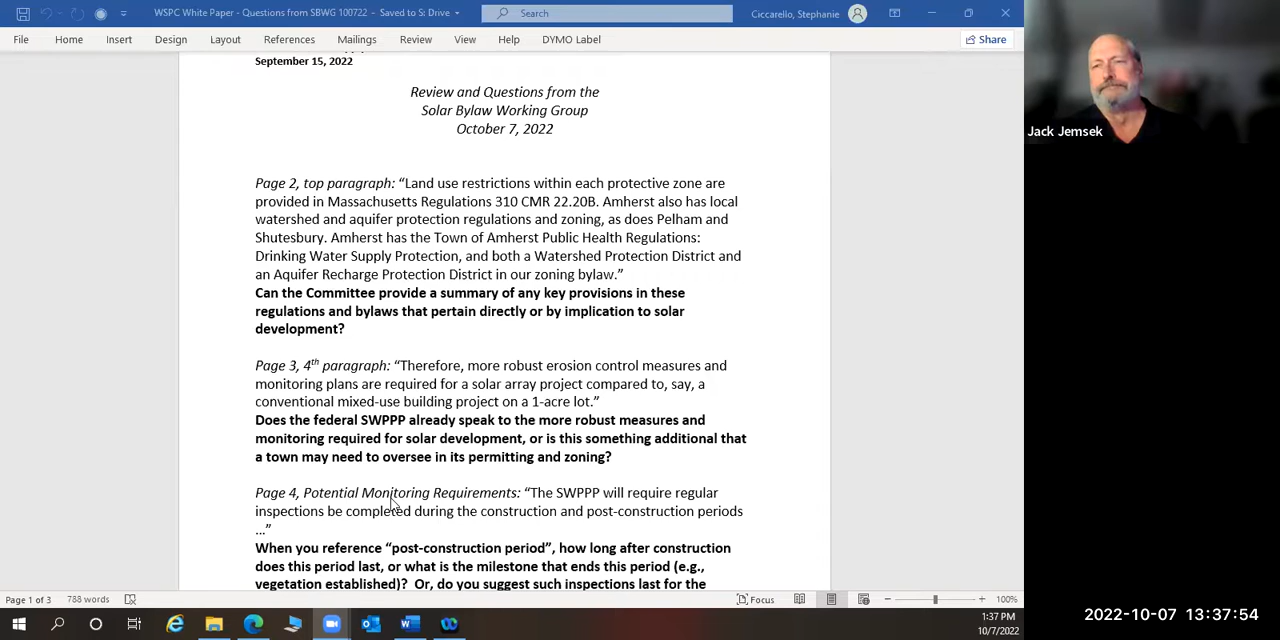 WSPC White Paper - Questions from SBWG 100722 - Saved to S: Drive
Search
Ciccarello, Stephanie
File Home Insert Design Layout References Mailings Review View Help DYMO Label
Share
September 15, 2022
Review and Questions from the
Solar Bylaw Working Group
October 7, 2022
Page 2, top paragraph: “Land use restrictions within each protective zone are
provided in Massachusetts Regulations 310 CMR 22.20B. Amherst also has local
watershed and aquifer protection regulations and zoning, as does Pelham and
Shutesbury. Amherst has the Town of Amherst Public Health Regulations:
Drinking Water Supply Protection, and both a Watershed Protection District and
an Aquifer Recharge Protection District in our zoning bylaw.”
Can the Committee provide a summary of any key provisions in these
regulations and bylaws that pertain directly or by implication to solar
development?
Page 3, 4th paragraph: “Therefore, more robust erosion control measures and
monitoring plans are required for a solar array project compared to, say, a
conventional mixed-use building project on a 1-acre lot.”
Does the federal SWPPP already speak to the more robust measures and
monitoring required for solar development, or is this something additional that
a town may need to oversee in its permitting and zoning?
Page 4, Potential Monitoring Requirements: “The SWPPP will require regular
inspections be completed during the construction and post-construction periods
…”
When you reference “post-construction period”, how long after construction
does this period last, or what is the milestone that ends this period (e.g.,
vegetation established)? Or, do you suggest such inspections last for the
Page 1 of 3 788 words
Focus
100%
1:37 PM
10/7/2022
Jack Jemsek
2022-10-07 13:37:54